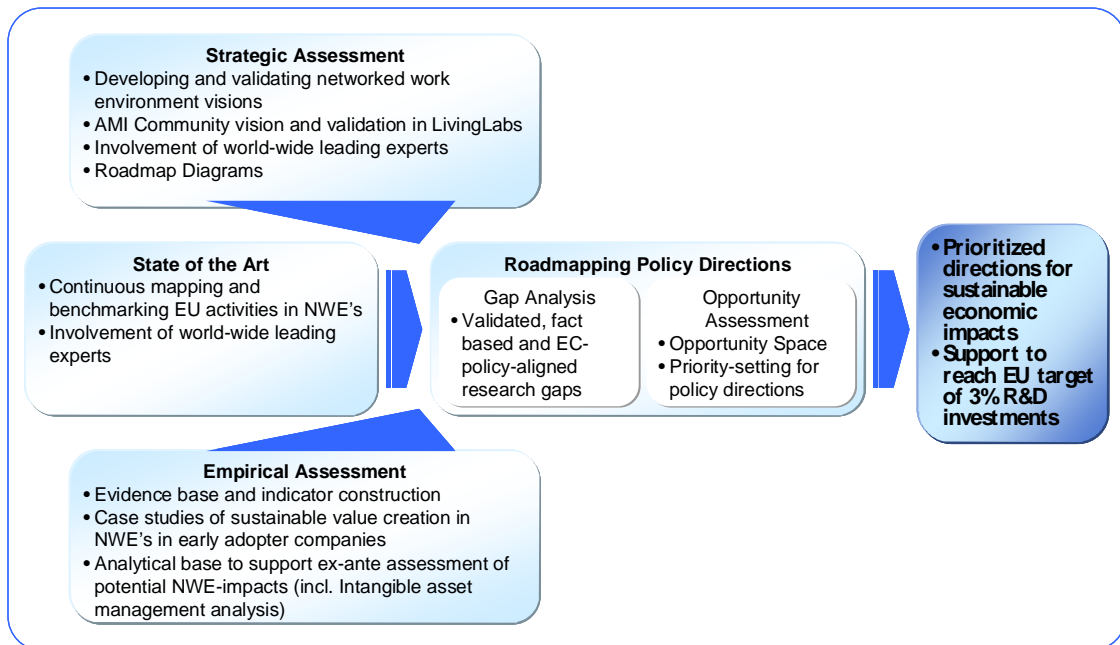 Strategic Assessment
• Developing and validating networked work
environment visions
• AMI Community vision and validation in LivingLabs
• Involvement of world-wide leading experts
• Roadmap Diagrams
State of the Art
• Continuous mapping and
benchmarking EU activities in NWE's
• Involvement of world-wide leading
experts
Roadmapping Policy Directions
Gap Analysis
• Validated, fact
based and EC-
policy-aligned
research gaps
Opportunity
Assessment
• Opportunity Space
• Priority-setting for
policy directions
• Prioritized
directions for
sustainable
economic
impacts
• Support to
reach EU target
of 3% R&D
investments
Empirical Assessment
• Evidence base and indicator construction
• Case studies of sustainable value creation in
NWE's in early adopter companies
• Analytical base to support ex-ante assessment of
potential NWE-impacts (incl. Intangible asset
management analysis)